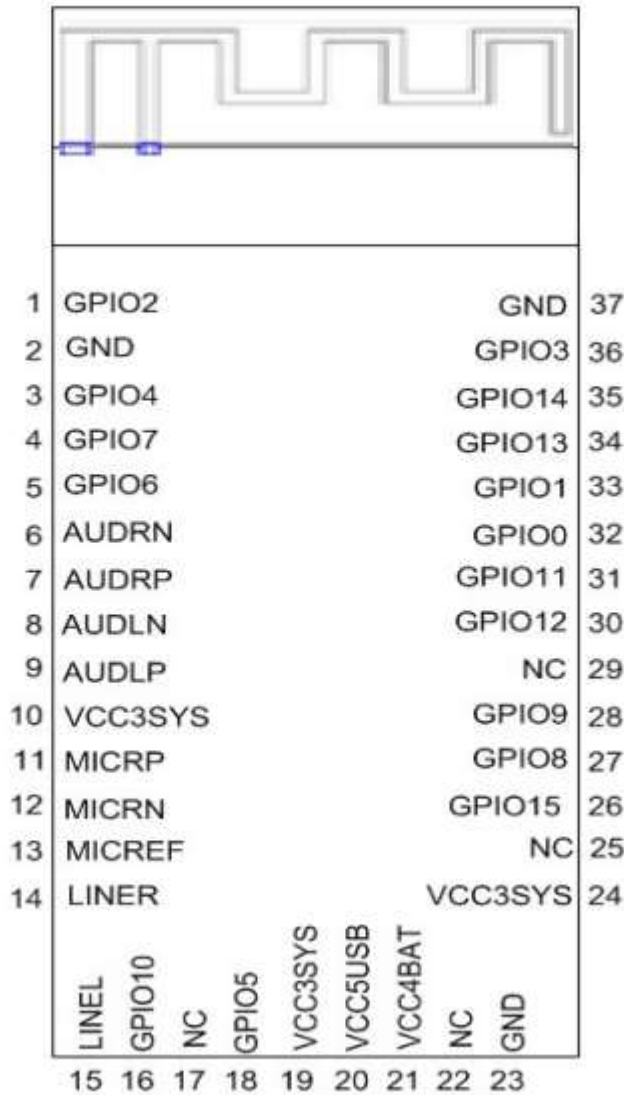 1 GPIO2 GND 37
2 GND GPIO3 36
3 GPIO4 GPIO14 35
4 GPIO7 GPIO13 34
5 GPIO6 GPIO1 33
6 AUDRN GPIO0 32
7 AUDRP GPIO11 31
8 AUDLN GPIO12 30
9 AUDLP NC 29
10 VCC3SYS GPIO9 28
11 MICRP GPIO8 27
12 MICRN GPIO15 26
13 MICREF NC 25
14 LINER VCC3SYS 24
LINEL GPIO10 NC GPIO5 VCC3SYS VCC5USB VCC4BAT NC GND
15 16 17 18 19 20 21 22 23